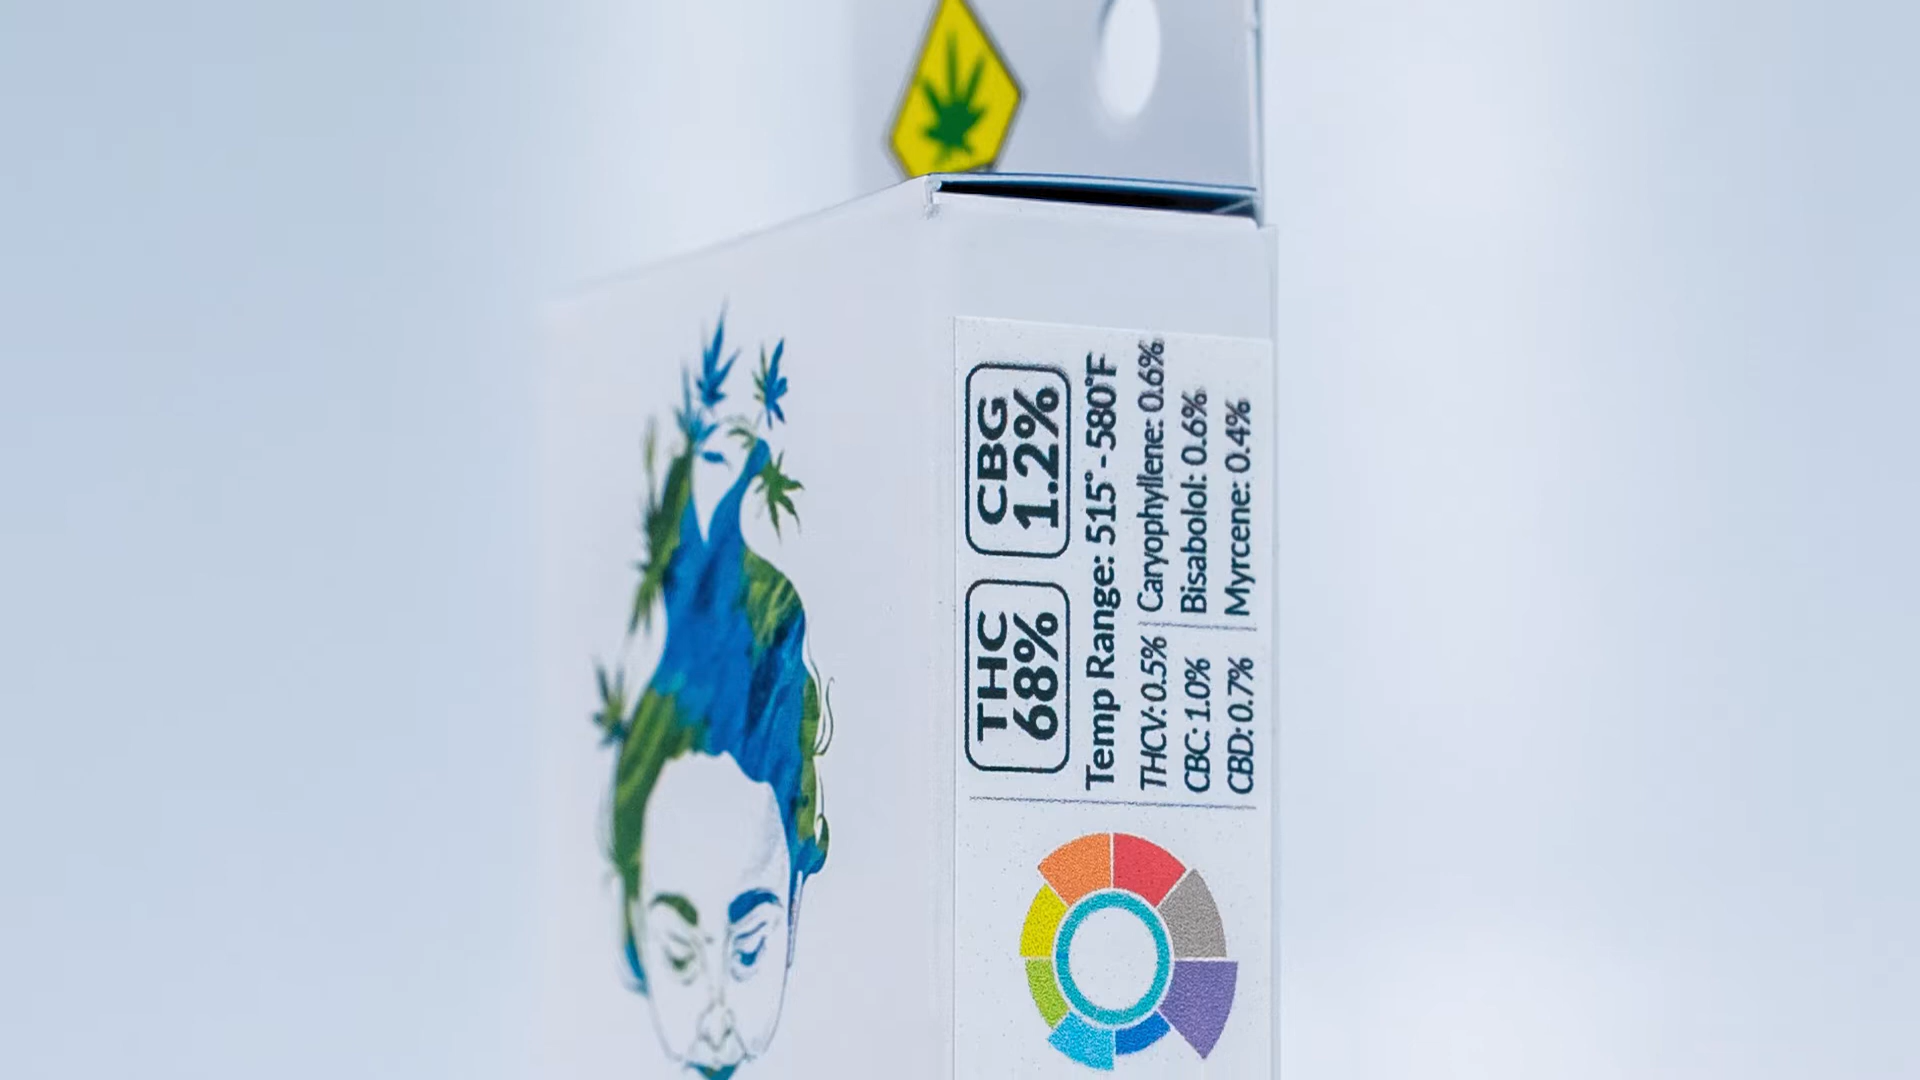 THC
68%
CBG
1.2%
Temp Range: 515° - 580°F
THCV: 0.5%
CBC: 1.0%
CBD: 0.7%
Caryophyllene: 0.6%
Bisabolol: 0.6%
Myrcene: 0.4%